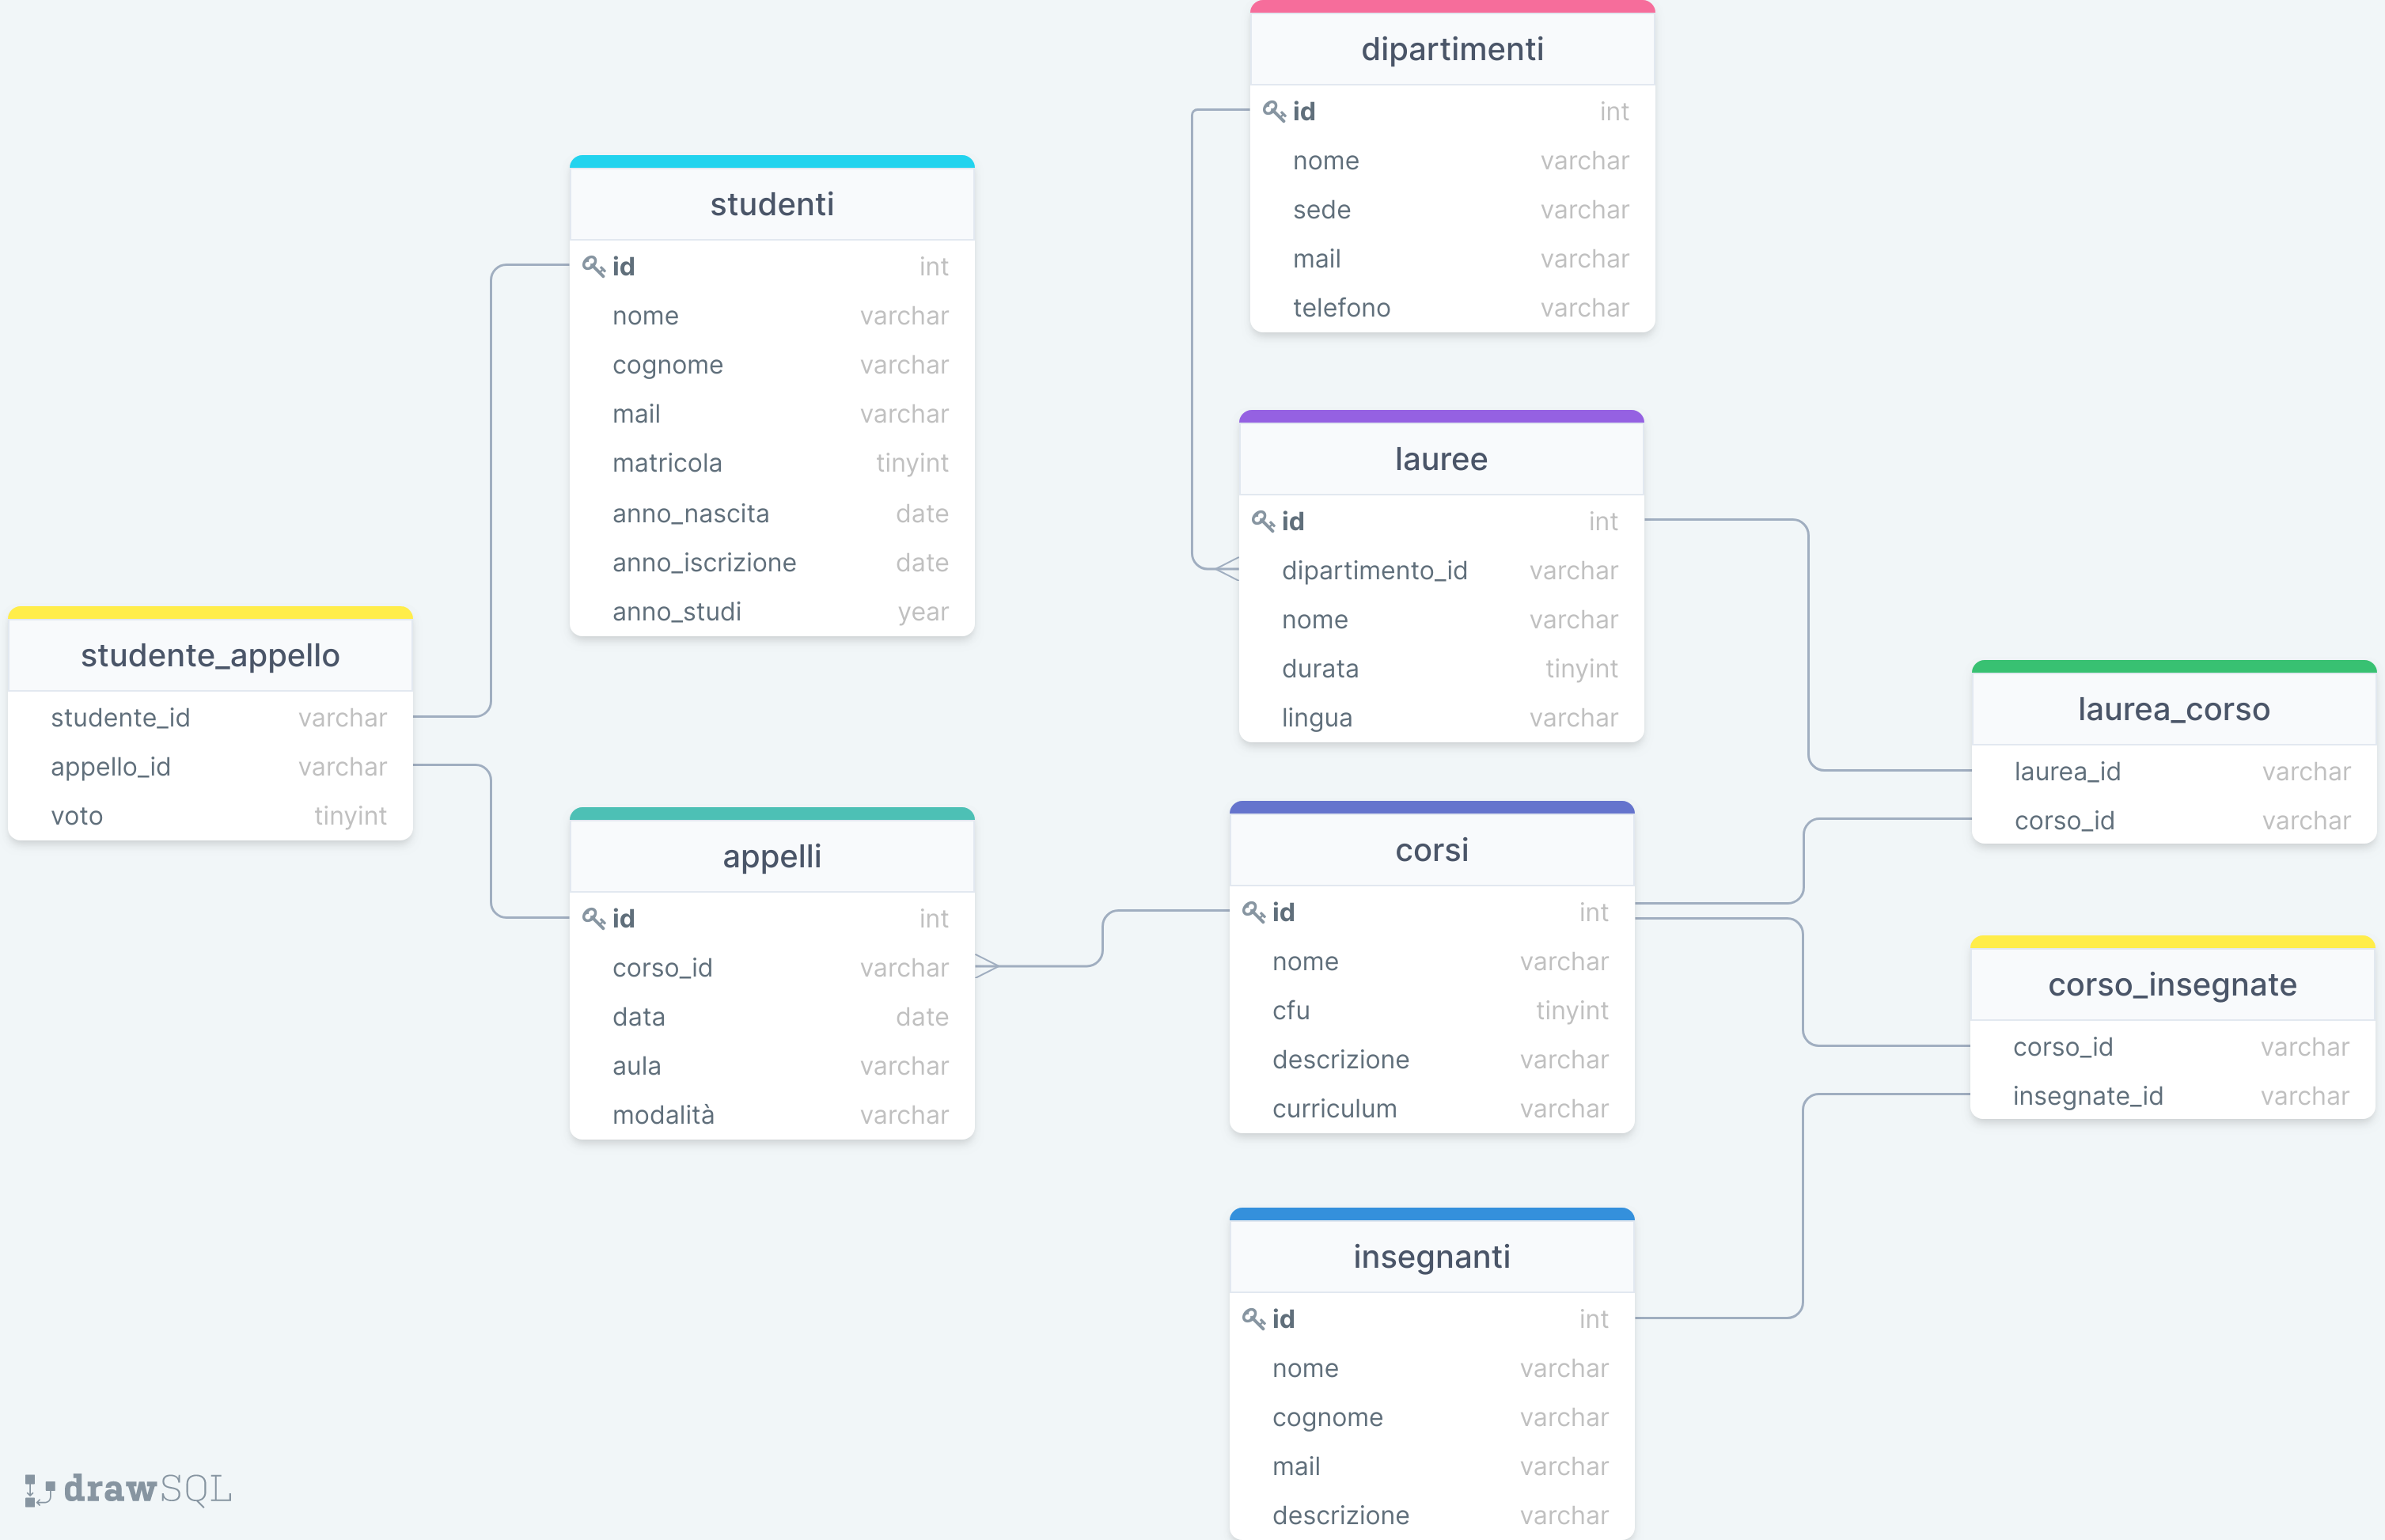 dipartimenti
id int
nome varchar
sede varchar
mail varchar
telefono varchar
studenti
id int
nome varchar
cognome varchar
mail varchar
matricola tinyint
anno_nascita date
anno_iscrizione date
anno_studi year
lauree
id int
dipartimento_id varchar
nome varchar
durata tinyint
lingua varchar
studente_appello
studente_id varchar
appello_id varchar
voto tinyint
laurea_corso
laurea_id varchar
corso_id varchar
appelli
id int
corso_id varchar
data date
aula varchar
modalità varchar
corsi
id int
nome varchar
cfu tinyint
descrizione varchar
curriculum varchar
corso_insegnate
corso_id varchar
insegnate_id varchar
insegnanti
id int
nome varchar
cognome varchar
mail varchar
descrizione varchar
drawSQL